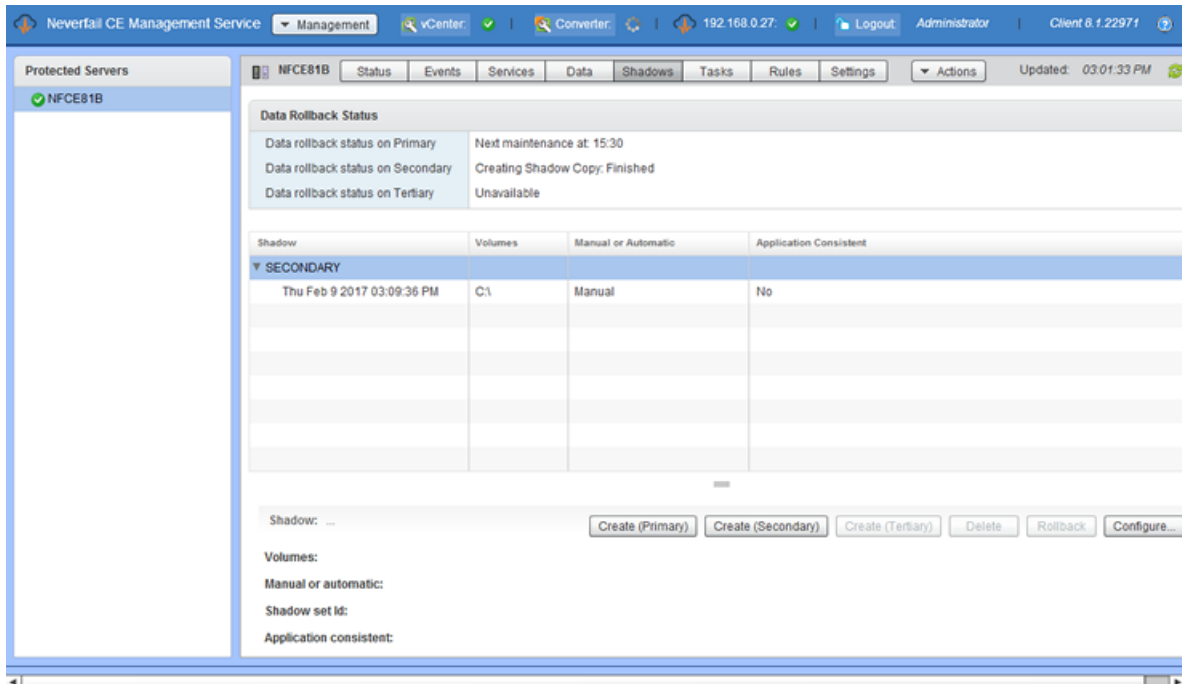 Neverfail CE Management Service Management vCenter: | Converter: | 192.168.0.27: | Logout Administrator | Client 8.1.22971
Protected Servers
NFCE81B
NFCE81B Status Events Services Data Shadows Tasks Rules Settings Actions Updated: 03:01:33 PM
Data Rollback Status
Data rollback status on Primary Next maintenance at: 15:30
Data rollback status on Secondary Creating Shadow Copy: Finished
Data rollback status on Tertiary Unavailable
Shadow Volumes Manual or Automatic Application Consistent
SECONDARY
Thu Feb 9 2017 03:09:36 PM C:\ Manual No
Shadow: ... Create (Primary) Create (Secondary) Create (Tertiary) Delete Rollback Configure...
Volumes:
Manual or automatic:
Shadow set Id:
Application consistent: